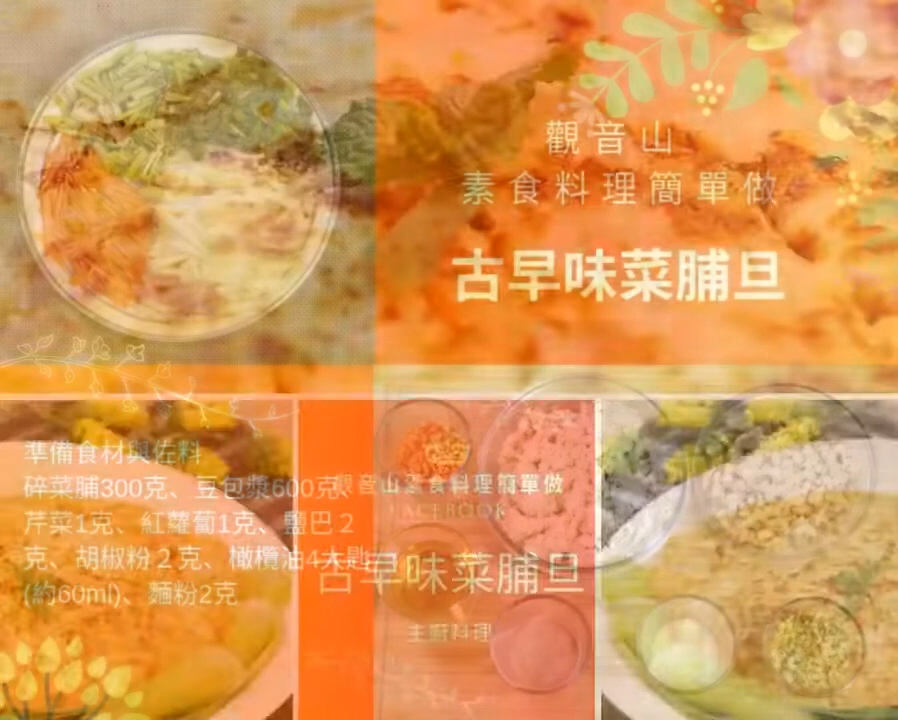 觀音山
素食料理簡單做
古早味菜脯旦
準備食材與佐料
碎菜脯300克、豆包漿600克、
芹菜1克、紅蘿蔔1克、鹽巴2
克、胡椒粉2克、橄欖油4大匙
(約60ml)、麵粉2克
觀音山素食料理簡單做
FACEBOOK
古早味菜脯旦
主廚料理